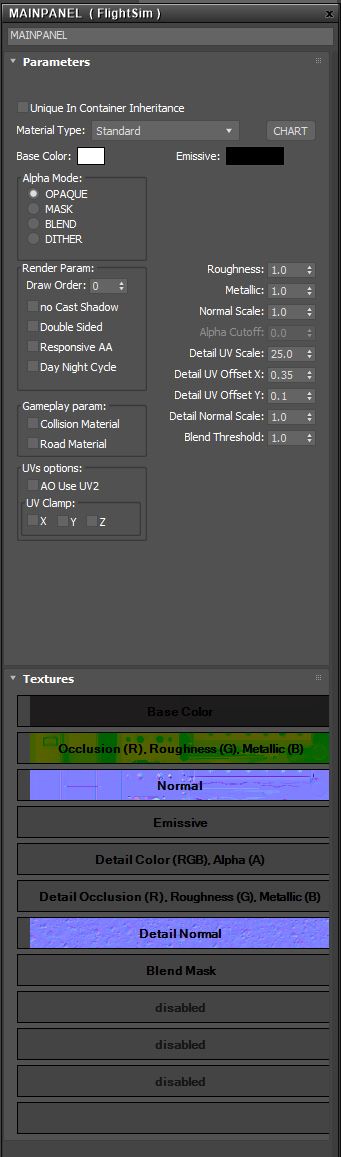 MAINPANEL ( FlightSim ) x
MAINPANEL
Parameters
Unique In Container Inheritance
Material Type: Standard CHART
Base Color: Emissive:
Alpha Mode:
OPAQUE
MASK
BLEND
DITHER
Render Param:
Draw Order: 0
no Cast Shadow
Double Sided
Responsive AA
Day Night Cycle
Roughness: 1.0
Metallic: 1.0
Normal Scale: 1.0
Alpha Cutoff: 0.0
Detail UV Scale: 25.0
Detail UV Offset X: 0.35
Detail UV Offset Y: 0.1
Detail Normal Scale: 1.0
Blend Threshold: 1.0
Gameplay param:
Collision Material
Road Material
UVs options:
AO Use UV2
UV Clamp:
X Y Z
Textures
Base Color
Occlusion (R), Roughness (G), Metallic (B)
Normal
Emissive
Detail Color (RGB), Alpha (A)
Detail Occlusion (R), Roughness (G), Metallic (B)
Detail Normal
Blend Mask
disabled
disabled
disabled